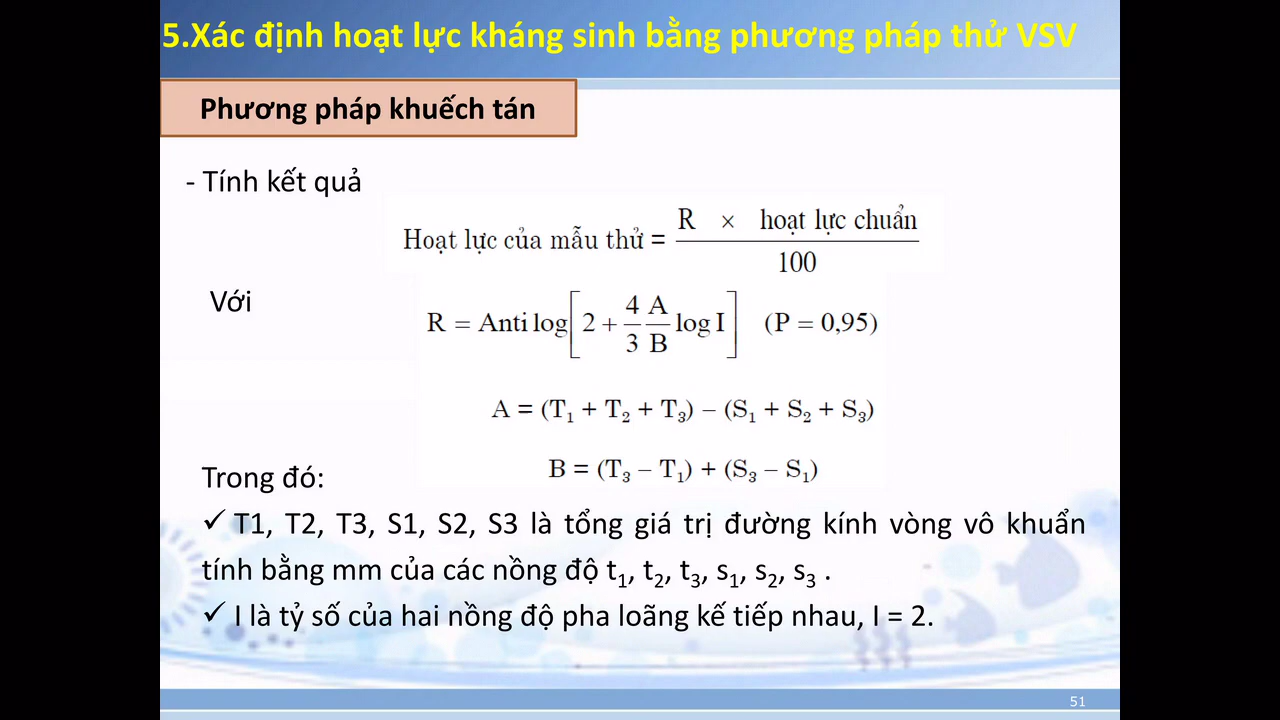 5.Xác định hoạt lực kháng sinh bằng phương pháp thử VSV
Phương pháp khuếch tán
- Tính kết quả
Hoạt lực của mẫu thử = R × hoạt lực chuẩn / 100
Với
R = Anti log[2 + 4/3 A/B log I] (P = 0,95)
A = (T₁ + T₂ + T₃) – (S₁ + S₂ + S₃)
B = (T₃ – T₁) + (S₃ – S₁)
Trong đó:
✓ T1, T2, T3, S1, S2, S3 là tổng giá trị đường kính vòng vô khuẩn
tính bằng mm của các nồng độ t₁, t₂, t₃, s₁, s₂, s₃ .
✓ I là tỷ số của hai nồng độ pha loãng kế tiếp nhau, I = 2.
51